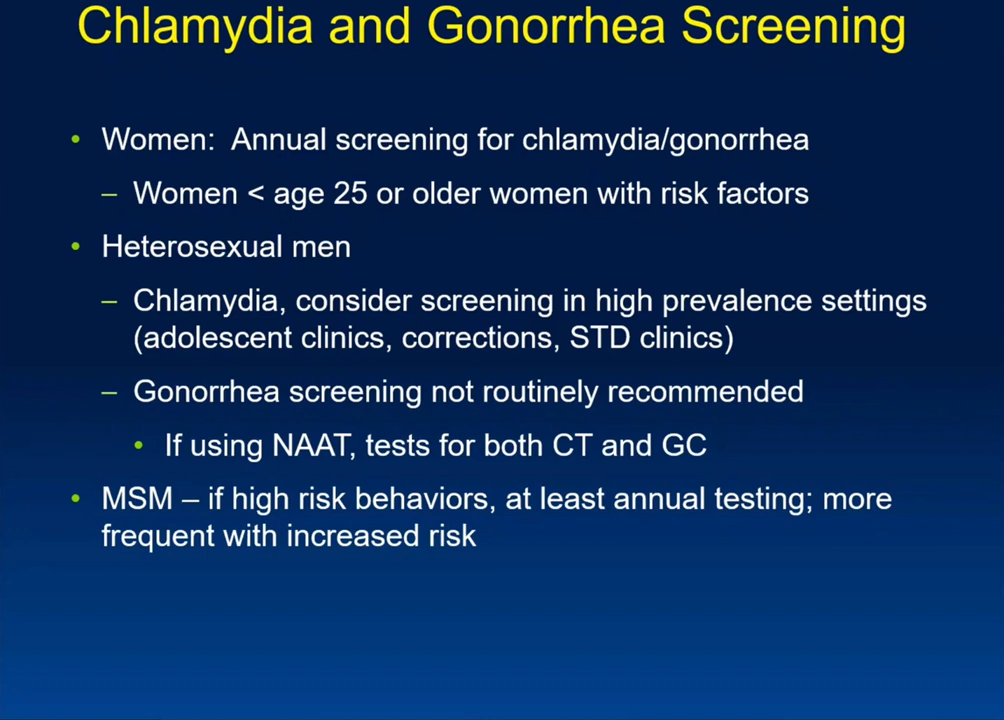 Chlamydia and Gonorrhea Screening
• Women:  Annual screening for chlamydia/gonorrhea
– Women < age 25 or older women with risk factors
• Heterosexual men
– Chlamydia, consider screening in high prevalence settings
(adolescent clinics, corrections, STD clinics)
– Gonorrhea screening not routinely recommended
• If using NAAT, tests for both CT and GC
• MSM – if high risk behaviors, at least annual testing; more
frequent with increased risk